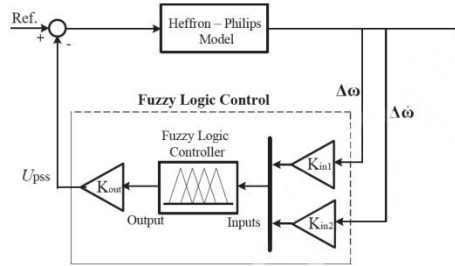 Ref.
+
-
Heffron – Philips
Model
Δω
Δω̇
Fuzzy Logic Control
Fuzzy Logic
Controller
Kin1
Kin2
Kout
Upss
Output
Inputs